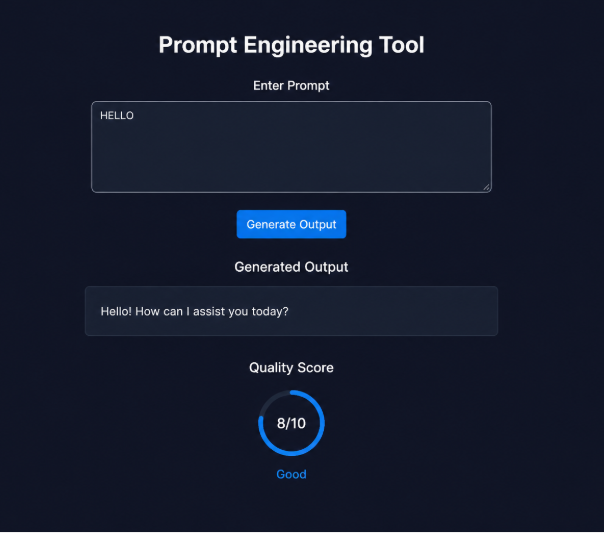 Prompt Engineering Tool
Enter Prompt
HELLO
Generate Output
Generated Output
Hello! How can I assist you today?
Quality Score
8/10
Good